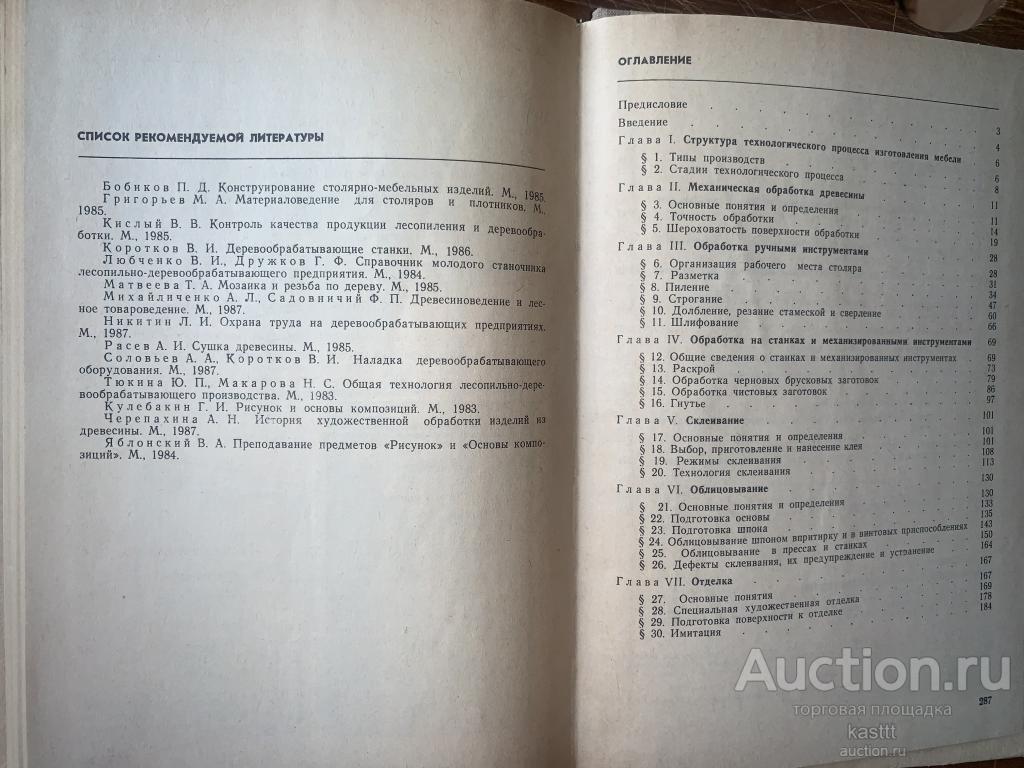 СПИСОК РЕКОМЕНДУЕМОЙ ЛИТЕРАТУРЫ
Бобиков П. Д. Конструирование столярно-мебельных изделий. М., 1985.
Григорьев М. А. Материаловедение для столяров и плотников. М.,
1985.
Кислый В. В. Контроль качества продукции лесопиления и деревообра-
ботки. М., 1985.
Коротков В. И. Деревообрабатывающие станки. М., 1986.
Любченко В. И., Дружков Г. Ф. Справочник молодого станочника
лесопильно-деревообрабатывающего предприятия. М., 1984.
Матвеева Т. А. Мозаика и резьба по дереву. М., 1985.
Михайличенко А. Л., Садовничий Ф. П. Древесиноведение и лес-
ное товароведение. М., 1987.
Никитин Л. И. Охрана труда на деревообрабатывающих предприятиях.
М., 1987.
Расев А. И. Сушка древесины. М., 1985.
Соловьев А. А., Коротков В. И. Наладка деревообрабатывающего
оборудования. М., 1987.
Тюкина Ю. П., Макарова Н. С. Общая технология лесопильно-дере-
вообрабатывающего производства. М., 1983.
Кулебакин Г. И. Рисунок и основы композиций. М., 1983.
Черепахина А. Н. История художественной обработки изделий из
древесины. М., 1987.
Яблонский В. А. Преподавание предметов «Рисунок» и «Основы компо-
зиций». М., 1984.
ОГЛАВЛЕНИЕ
Предисловие . . . 3
Введение . . . 4
Глава I. Структура технологического процесса изготовления мебели . 6
§ 1. Типы производств . . . 6
§ 2. Стадии технологического процесса . . . 8
Глава II. Механическая обработка древесины . . . 11
§ 3. Основные понятия и определения . . . 11
§ 4. Точность обработки . . . 14
§ 5. Шероховатость поверхности обработки . . . 19
Глава III. Обработка ручными инструментами . . . 28
§ 6. Организация рабочего места столяра . . . 28
§ 7. Разметка . . . 31
§ 8. Пиление . . . 34
§ 9. Строгание . . . 47
§ 10. Долбление, резание стамеской и сверление . . . 60
§ 11. Шлифование . . . 66
Глава IV. Обработка на станках и механизированными инструментами 69
§ 12. Общие сведения о станках и механизированных инструментах . . 69
§ 13. Раскрой . . . 73
§ 14. Обработка черновых брусковых заготовок . . . 79
§ 15. Обработка чистовых заготовок . . . 86
§ 16. Гнутье . . . 97
Глава V. Склеивание . . . 101
§ 17. Основные понятия и определения . . . 101
§ 18. Выбор, приготовление и нанесение клея . . . 101
§ 19. Режимы склеивания . . . 108
§ 20. Технология склеивания . . . 113
Глава VI. Облицовывание . . . 130
§ 21. Основные понятия и определения . . . 130
§ 22. Подготовка основы . . . 133
§ 23. Подготовка шпона . . . 135
§ 24. Облицовывание шпоном впритирку и в винтовых приспособлениях 143
§ 25. Облицовывание в прессах и станках . . . 150
§ 26. Дефекты склеивания, их предупреждение и устранение . . 164
Глава VII. Отделка . . . 167
§ 27. Основные понятия . . . 167
§ 28. Специальная художественная отделка . . . 169
§ 29. Подготовка поверхности к отделке . . . 178
§ 30. Имитация . . . 184
287
Auction.ru
торговая площадка
kasttt
auction.ru